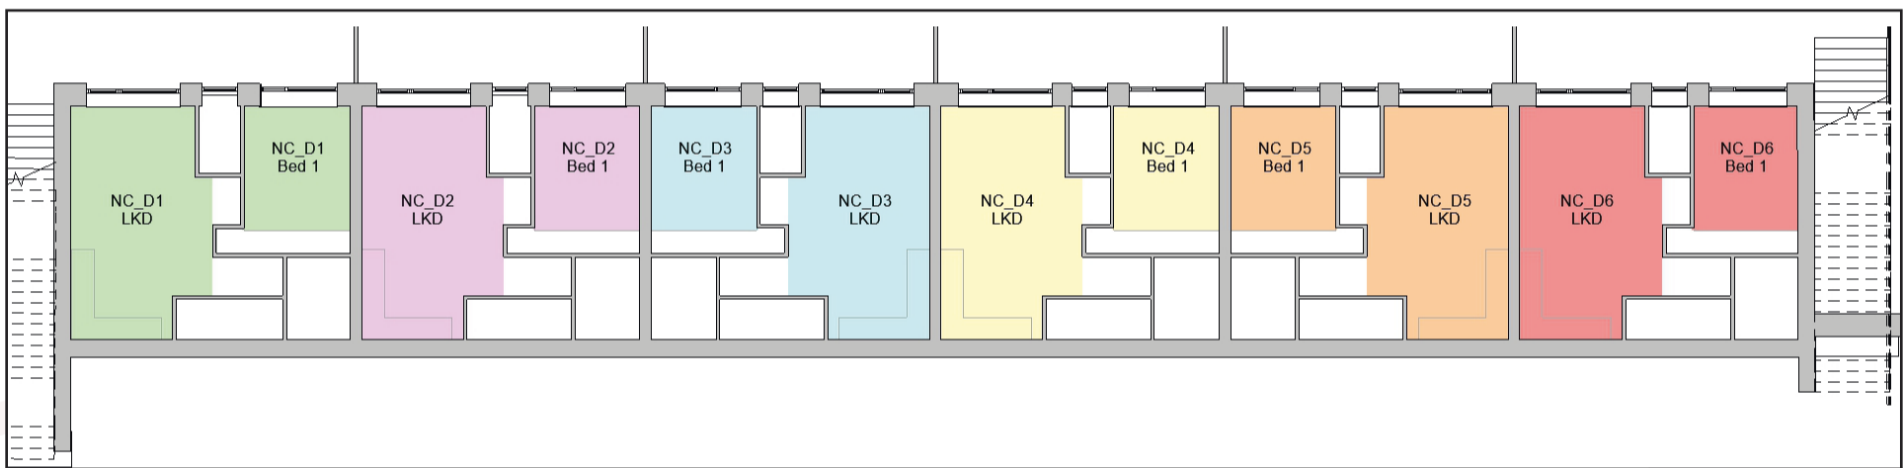 NC_D1
LKD
NC_D1
Bed 1
NC_D2
LKD
NC_D2
Bed 1
NC_D3
Bed 1
NC_D3
LKD
NC_D4
LKD
NC_D4
Bed 1
NC_D5
Bed 1
NC_D5
LKD
NC_D6
LKD
NC_D6
Bed 1